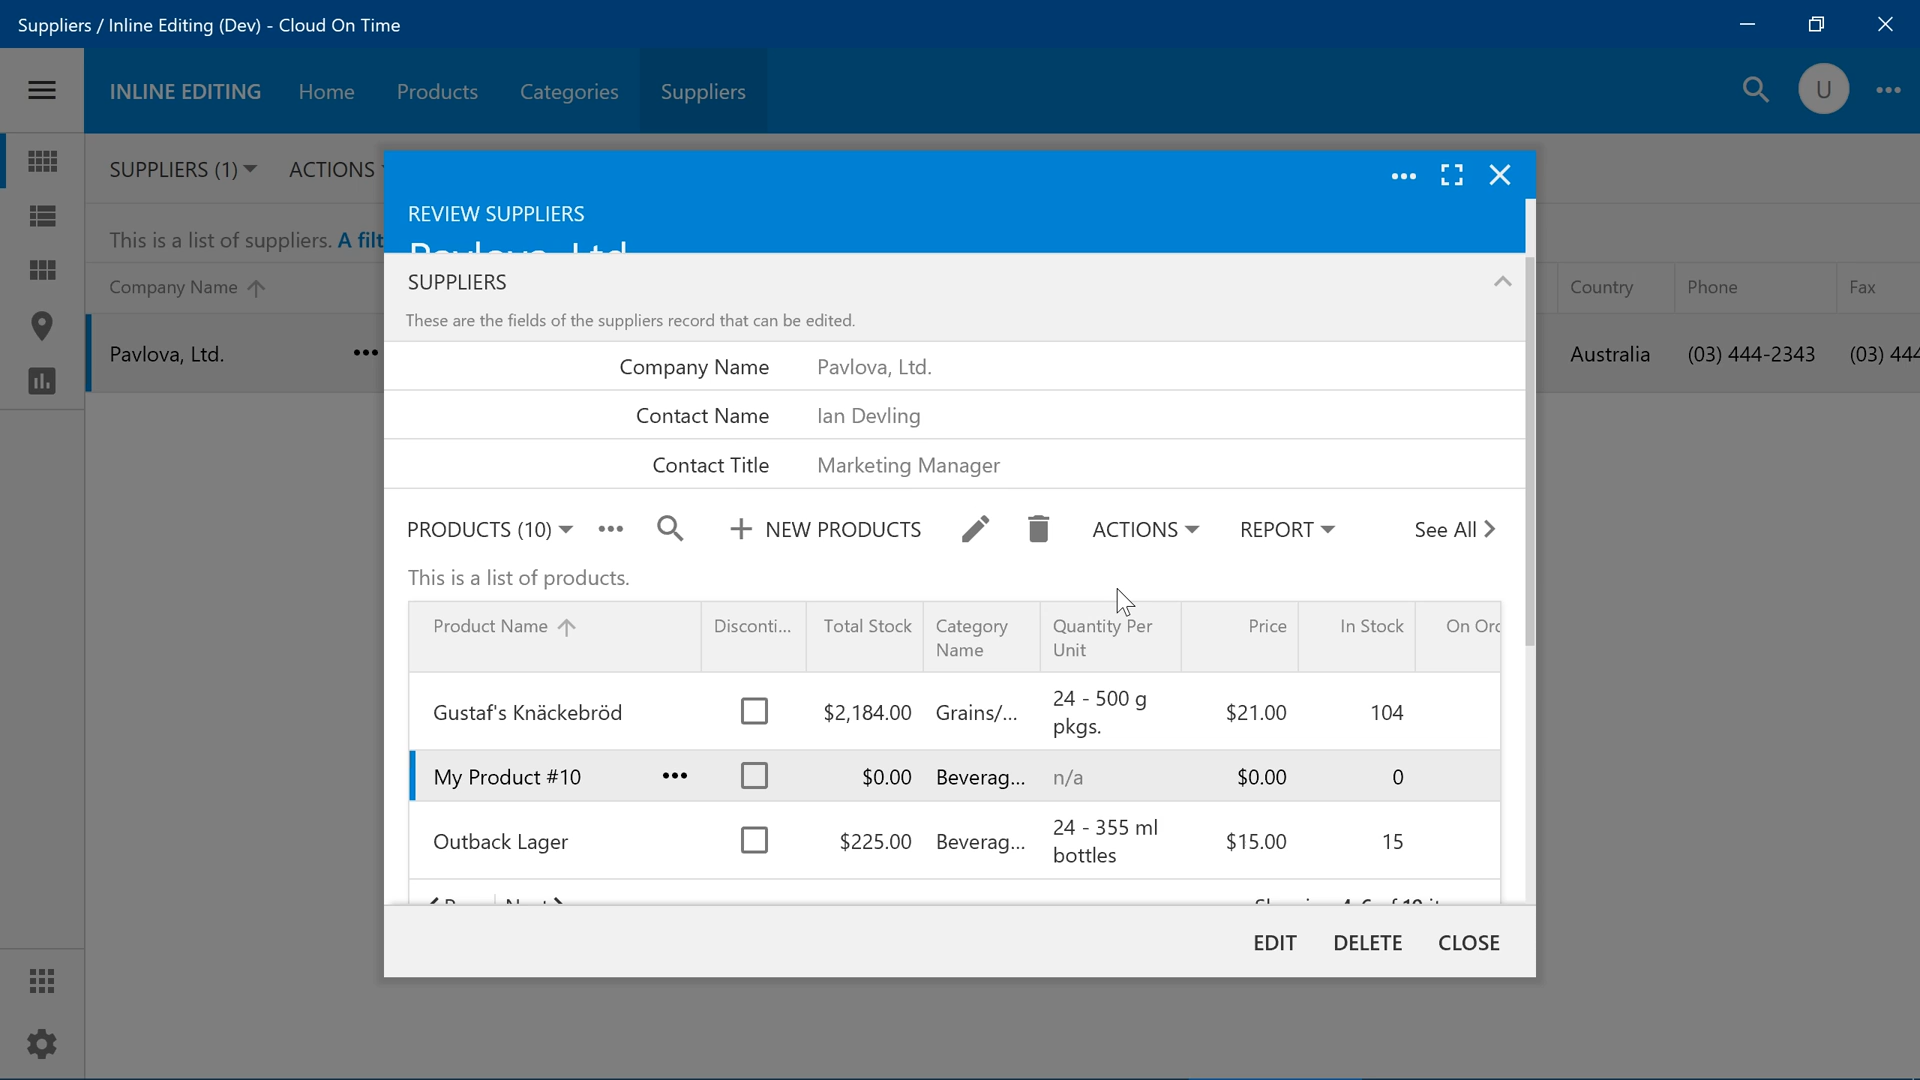 Suppliers / Inline Editing (Dev) - Cloud On Time
INLINE EDITING Home Products Categories Suppliers U
SUPPLIERS (1) ACTIONS
This is a list of suppliers. A filt
Company Name Country Phone Fax
Pavlova, Ltd. Australia (03) 444-2343 (03) 444
REVIEW SUPPLIERS
Pavlova, Ltd.
SUPPLIERS
These are the fields of the suppliers record that can be edited.
Company Name Pavlova, Ltd.
Contact Name Ian Devling
Contact Title Marketing Manager
PRODUCTS (10) NEW PRODUCTS ACTIONS REPORT See All
This is a list of products.
Product Name Disconti... Total Stock Category Name Quantity Per Unit Price In Stock On Orc
Gustaf's Knäckebröd $2,184.00 Grains/... 24 - 500 g pkgs. $21.00 104
My Product #10 $0.00 Beverag... n/a $0.00 0
Outback Lager $225.00 Beverag... 24 - 355 ml bottles $15.00 15
EDIT DELETE CLOSE